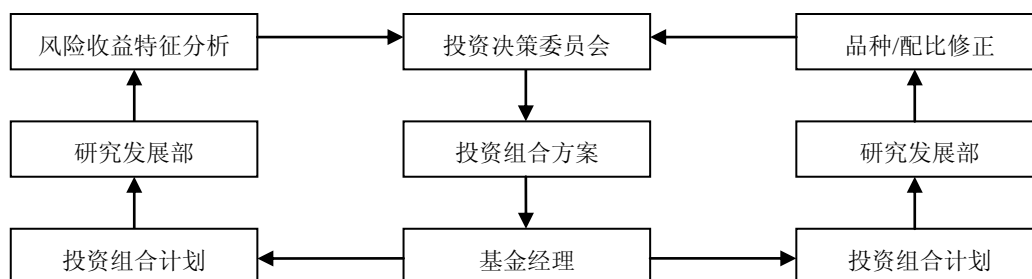 风险收益特征分析
投资决策委员会
品种/配比修正
研究发展部
投资组合方案
研究发展部
投资组合计划
基金经理
投资组合计划